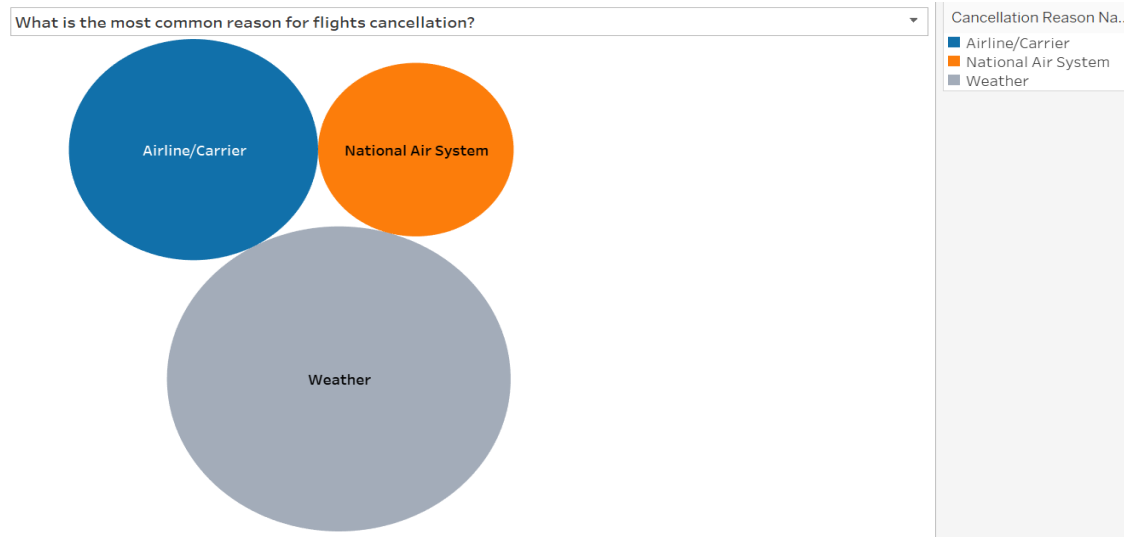 What is the most common reason for flights cancellation?
Cancellation Reason Na..
Airline/Carrier
National Air System
Weather
Airline/Carrier
National Air System
Weather